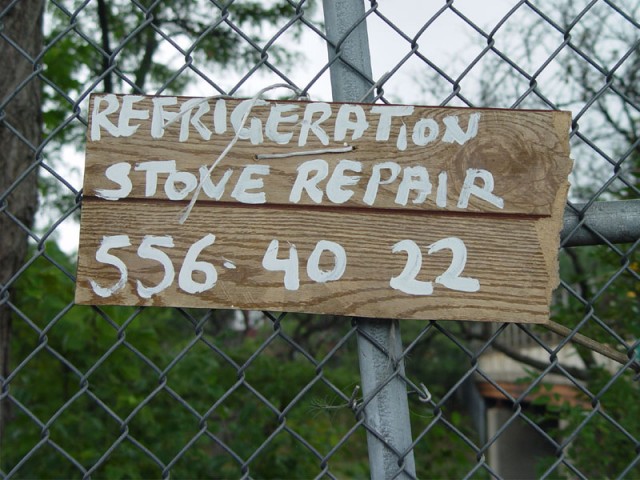 REFRIGERATION
STOVE REPAIR
556-40 22